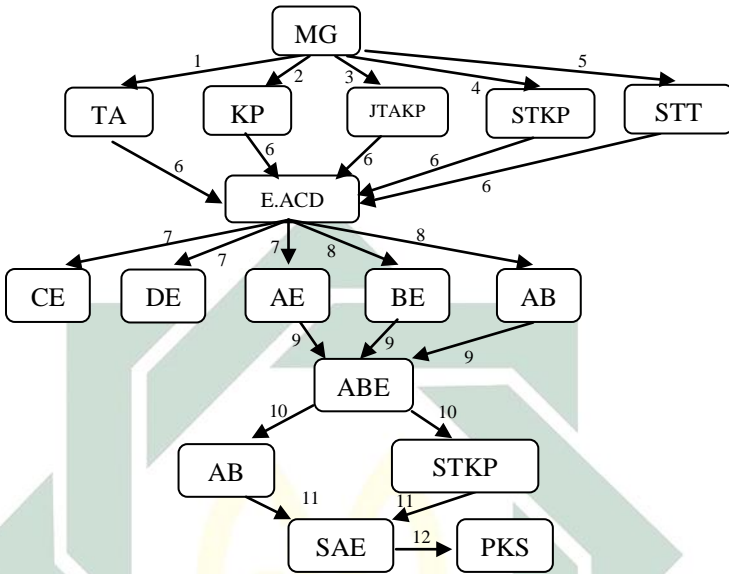 MG
1 2 3 4 5
TA KP JTAKP STKP STT
6 6 6 6 6
E.ACD
7 7 7 8 8
CE DE AE BE AB
9 9 9
ABE
10 10
AB STKP
11 11
SAE 12 PKS